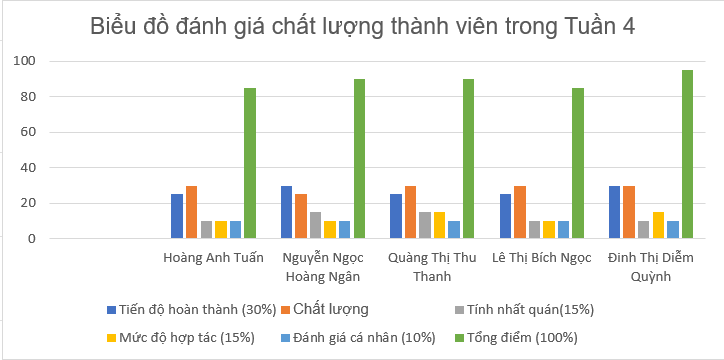 Biểu đồ đánh giá chất lượng thành viên trong Tuần 4
100
80
60
40
20
0
Hoàng Anh Tuấn
Nguyễn Ngọc
Hoàng Ngân
Quàng Thị Thu
Thanh
Lê Thị Bích Ngọc
Đinh Thị Diễm
Quỳnh
Tiến độ hoàn thành (30%)
Chất lượng
Tính nhất quán(15%)
Mức độ hợp tác (15%)
Đánh giá cá nhân (10%)
Tổng điểm (100%)